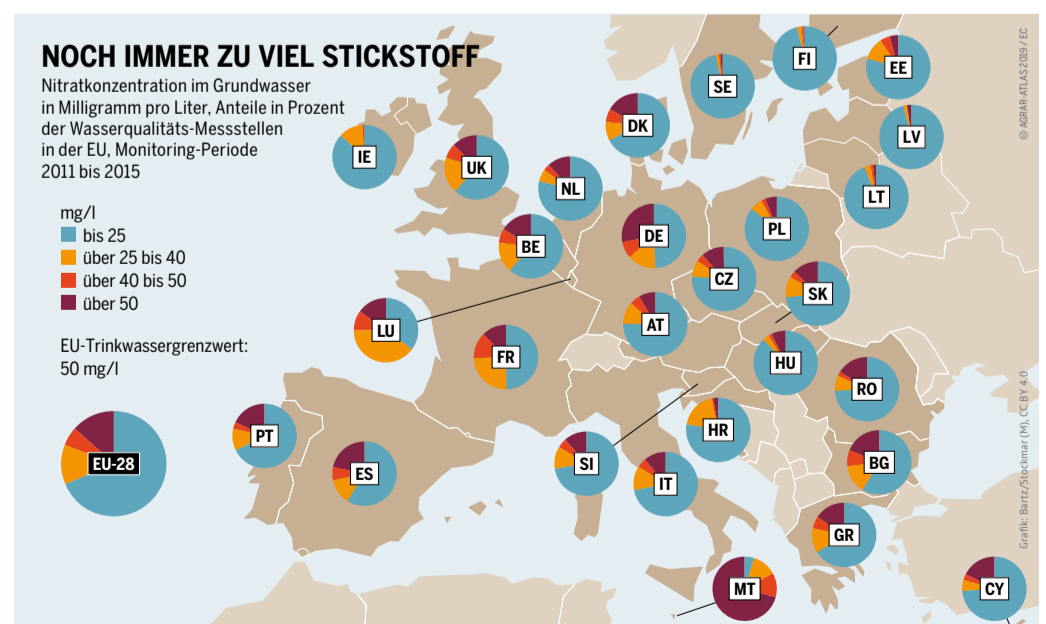 NOCH IMMER ZU VIEL STICKSTOFF
Nitratkonzentration im Grundwasser
in Milligramm pro Liter, Anteile in Prozent
der Wasserqualitäts-Messstellen
in der EU, Monitoring-Periode
2011 bis 2015
mg/l
bis 25
über 25 bis 40
über 40 bis 50
über 50
EU-Trinkwassergrenzwert:
50 mg/l
EU-28
FI
SE
EE
DK
LV
IE
UK
NL
LT
BE
DE
PL
CZ
SK
LU
AT
FR
HU
RO
PT
HR
ES
SI
IT
BG
GR
MT
CY
© AGRAR-ATLAS 2019 / EC
Grafik: Bartz/Stockmar (M), CC BY 4.0